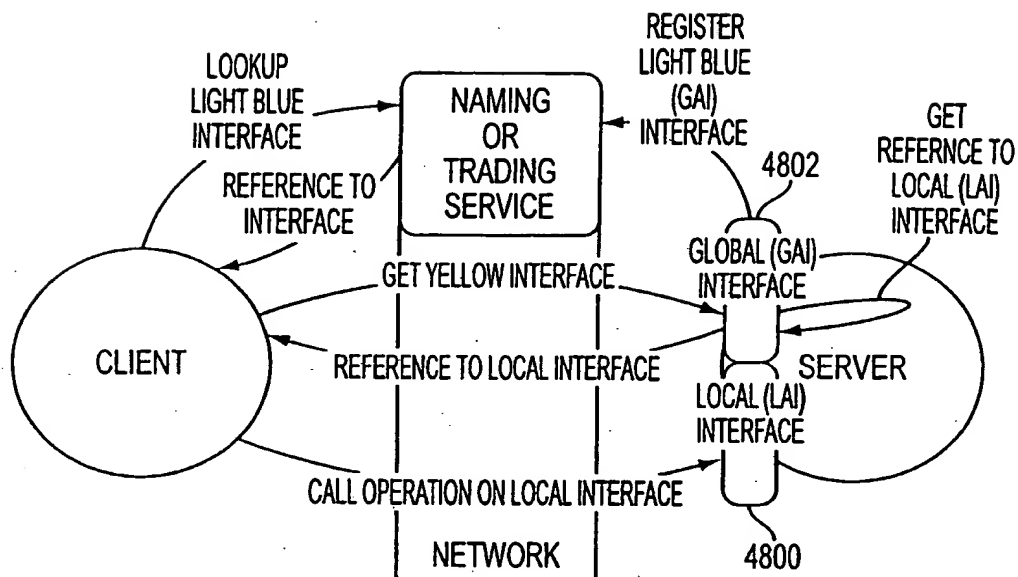 LOOKUP
LIGHT BLUE
INTERFACE
NAMING
OR
TRADING
SERVICE
REGISTER
LIGHT BLUE
(GAI)
INTERFACE
GET
REFERNCE TO
LOCAL (LAI)
INTERFACE
4802
REFERENCE TO
INTERFACE
GLOBAL (GAI)
INTERFACE
GET YELLOW INTERFACE
CLIENT
REFERENCE TO LOCAL INTERFACE
SERVER
LOCAL (LAI)
INTERFACE
CALL OPERATION ON LOCAL INTERFACE
NETWORK
4800